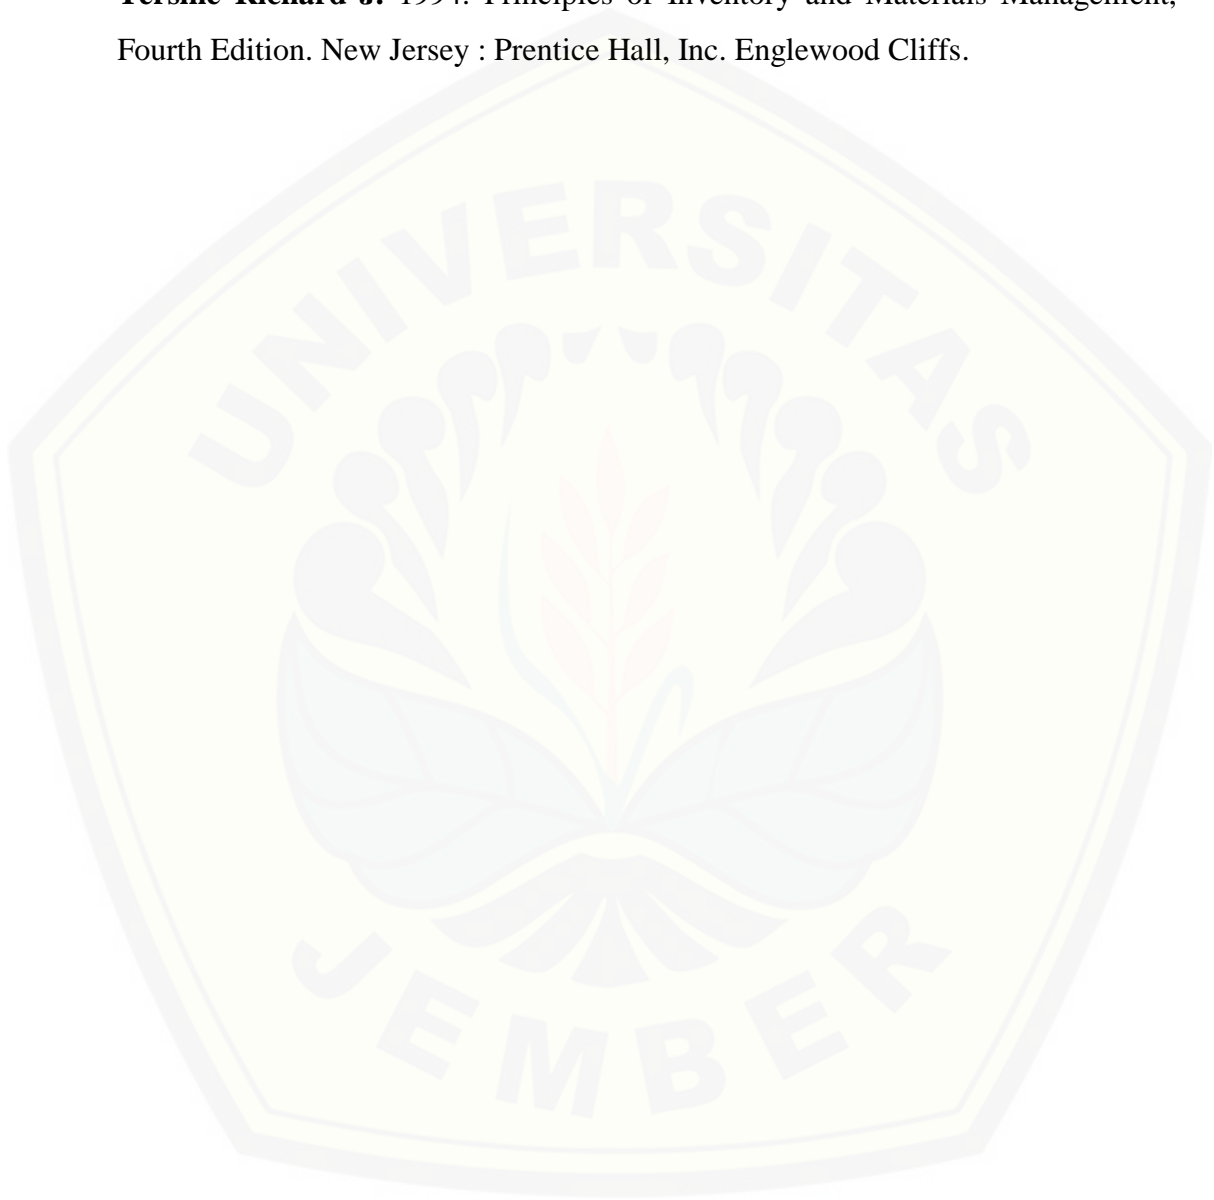 Tersine Richard J. 1994. Principles of Inventory and Materials Management,
Fourth Edition. New Jersey : Prentice Hall, Inc. Englewood Cliffs.
UNIVERSITAS
JEMBER